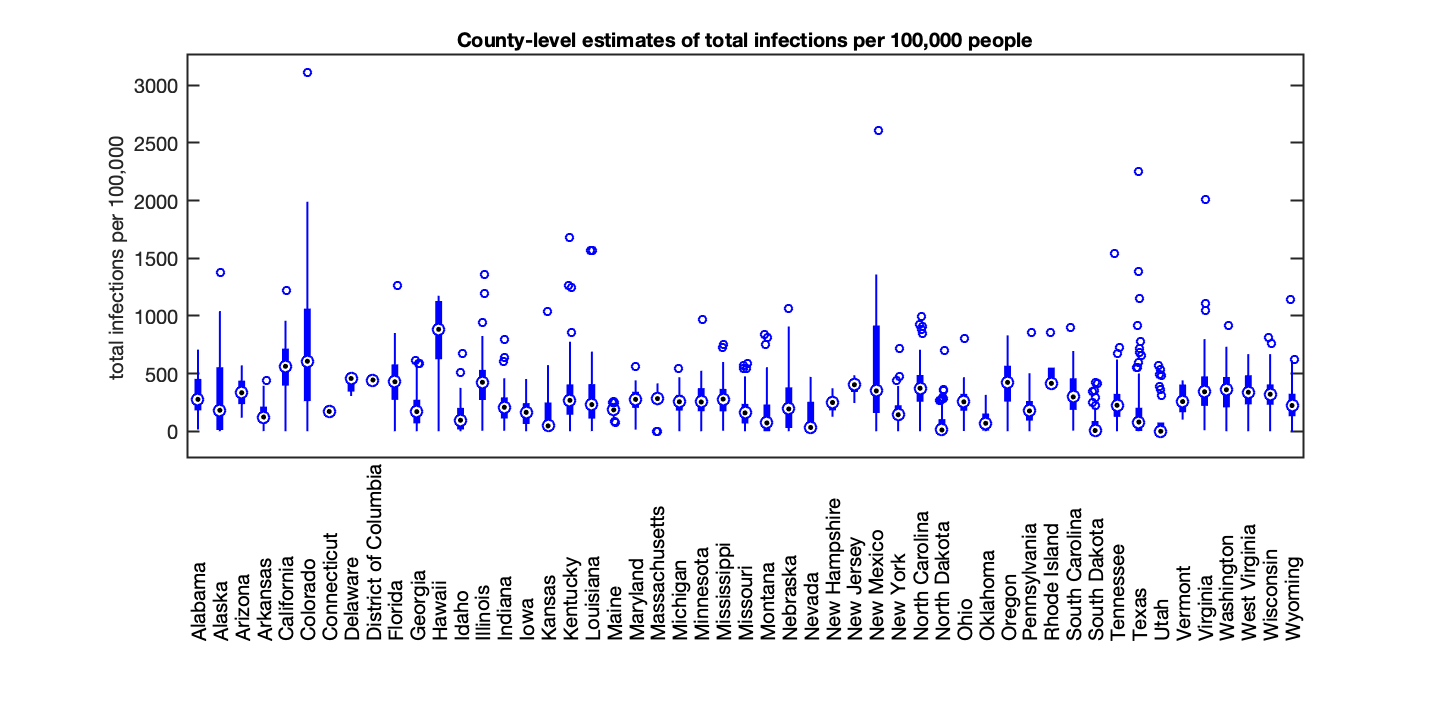 County-level estimates of total infections per 100,000 people
total infections per 100,000
3000
2500
2000
1500
1000
500
0
Alabama
Alaska
Arizona
Arkansas
California
Colorado
Connecticut
Delaware
District of Columbia
Florida
Georgia
Hawaii
Idaho
Illinois
Indiana
Iowa
Kansas
Kentucky
Louisiana
Maine
Maryland
Massachusetts
Michigan
Minnesota
Mississippi
Missouri
Montana
Nebraska
Nevada
New Hampshire
New Jersey
New Mexico
New York
North Carolina
North Dakota
Ohio
Oklahoma
Oregon
Pennsylvania
Rhode Island
South Carolina
South Dakota
Tennessee
Texas
Utah
Vermont
Virginia
Washington
West Virginia
Wisconsin
Wyoming